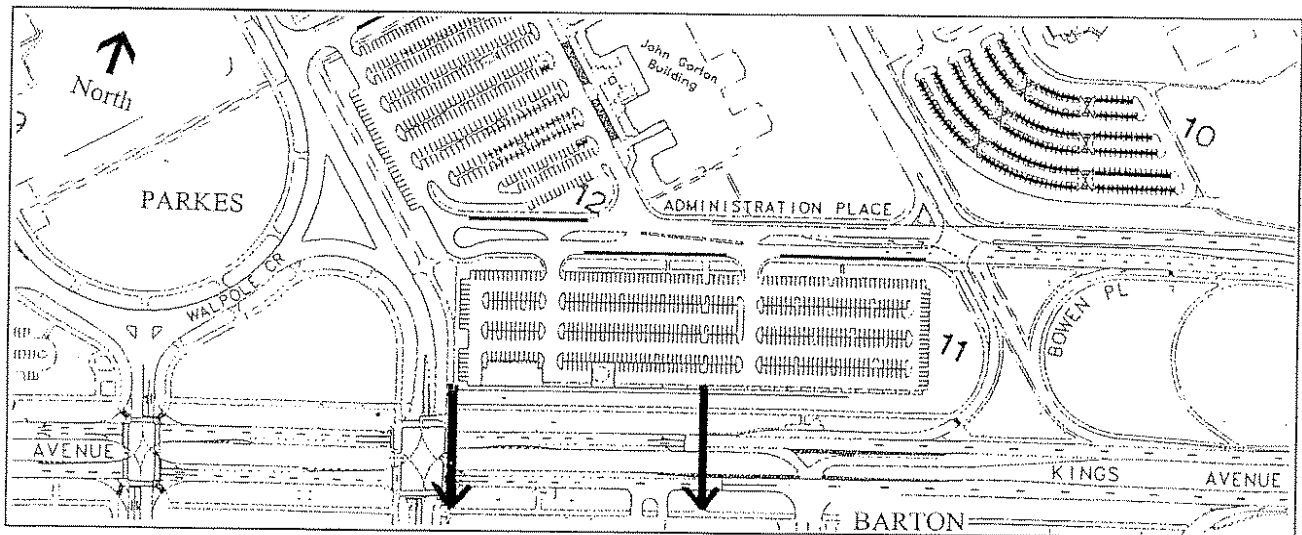 North
John Gorton
Building
10
PARKES
12
ADMINISTRATION PLACE
WALPOLE CR
BOWEN PL
11
AVENUE
KINGS AVENUE
BARTON